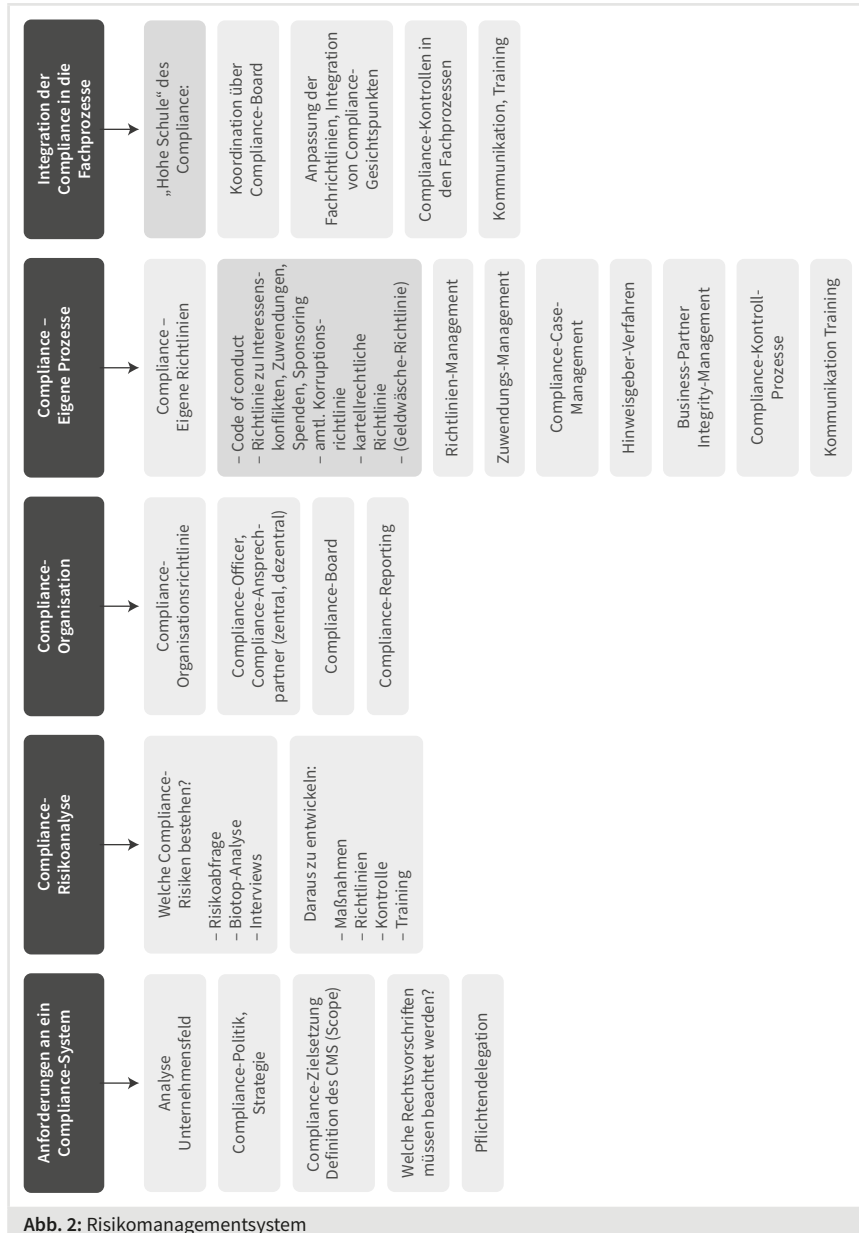 Anforderungen an ein
Compliance-System
Analyse
Unternehmensfeld
Compliance-Politik,
Strategie
Compliance-Zielsetzung
Definition des CMS (Scope)
Welche Rechtsvorschriften
müssen beachtet werden?
Pflichtendelegation
Compliance-
Risikoanalyse
Welche Compliance-
Risiken bestehen?
– Risikoabfrage
– Biotop-Analyse
– Interviews
Daraus zu entwickeln:
– Maßnahmen
– Richtlinien
– Kontrolle
– Training
Compliance-
Organisation
Compliance-
Organisationsrichtlinie
Compliance-Officer,
Compliance-Ansprech-
partner (zentral, dezentral)
Compliance-Board
Compliance-Reporting
Compliance –
Eigene Prozesse
Compliance –
Eigene Richtlinien
– Code of conduct
– Richtlinie zu Interessens-
konflikten, Zuwendungen,
Spenden, Sponsoring
– amtl. Korruptions-
richtlinie
– kartellrechtliche
Richtlinie
– (Geldwäsche-Richtlinie)
Richtlinien-Management
Zuwendungs-Management
Compliance-Case-
Management
Hinweisgeber-Verfahren
Business-Partner
Integrity-Management
Compliance-Kontroll-
Prozesse
Kommunikation Training
Integration der
Compliance in die
Fachprozesse
„Hohe Schule“ des
Compliance:
Koordination über
Compliance-Board
Anpassung der
Fachrichtlinien, Integration
von Compliance-
Gesichtspunkten
Compliance-Kontrollen in
den Fachprozessen
Kommunikation, Training
Abb. 2: Risikomanagementsystem